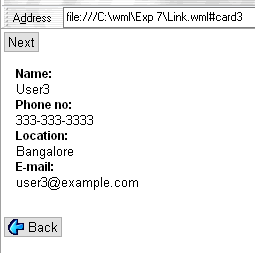 Address file:///C:\wml\Exp 7\Link.wml#card3
Next
Name:
User3
Phone no:
333-333-3333
Location:
Bangalore
E-mail:
user3@example.com
Back